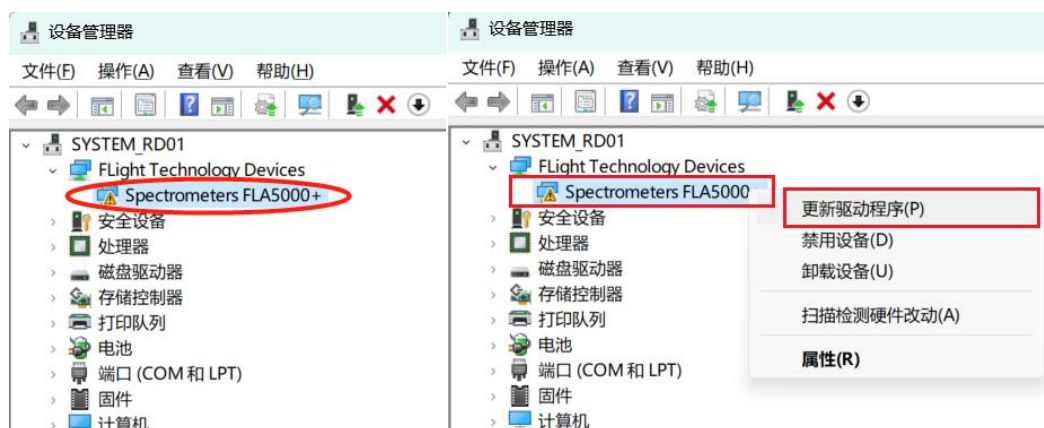 设备管理器
文件(F) 操作(A) 查看(V) 帮助(H)
SYSTEM_RD01
FLight Technology Devices
Spectrometers FLA5000+
安全设备
处理器
磁盘驱动器
存储控制器
打印队列
电池
端口 (COM 和 LPT)
固件
计算机
设备管理器
文件(F) 操作(A) 查看(V) 帮助(H)
SYSTEM_RD01
FLight Technology Devices
Spectrometers FLA5000
安全设备
处理器
磁盘驱动器
存储控制器
打印队列
电池
端口 (COM 和 LPT)
固件
计算机
更新驱动程序(P)
禁用设备(D)
卸载设备(U)
扫描检测硬件改动(A)
属性(R)